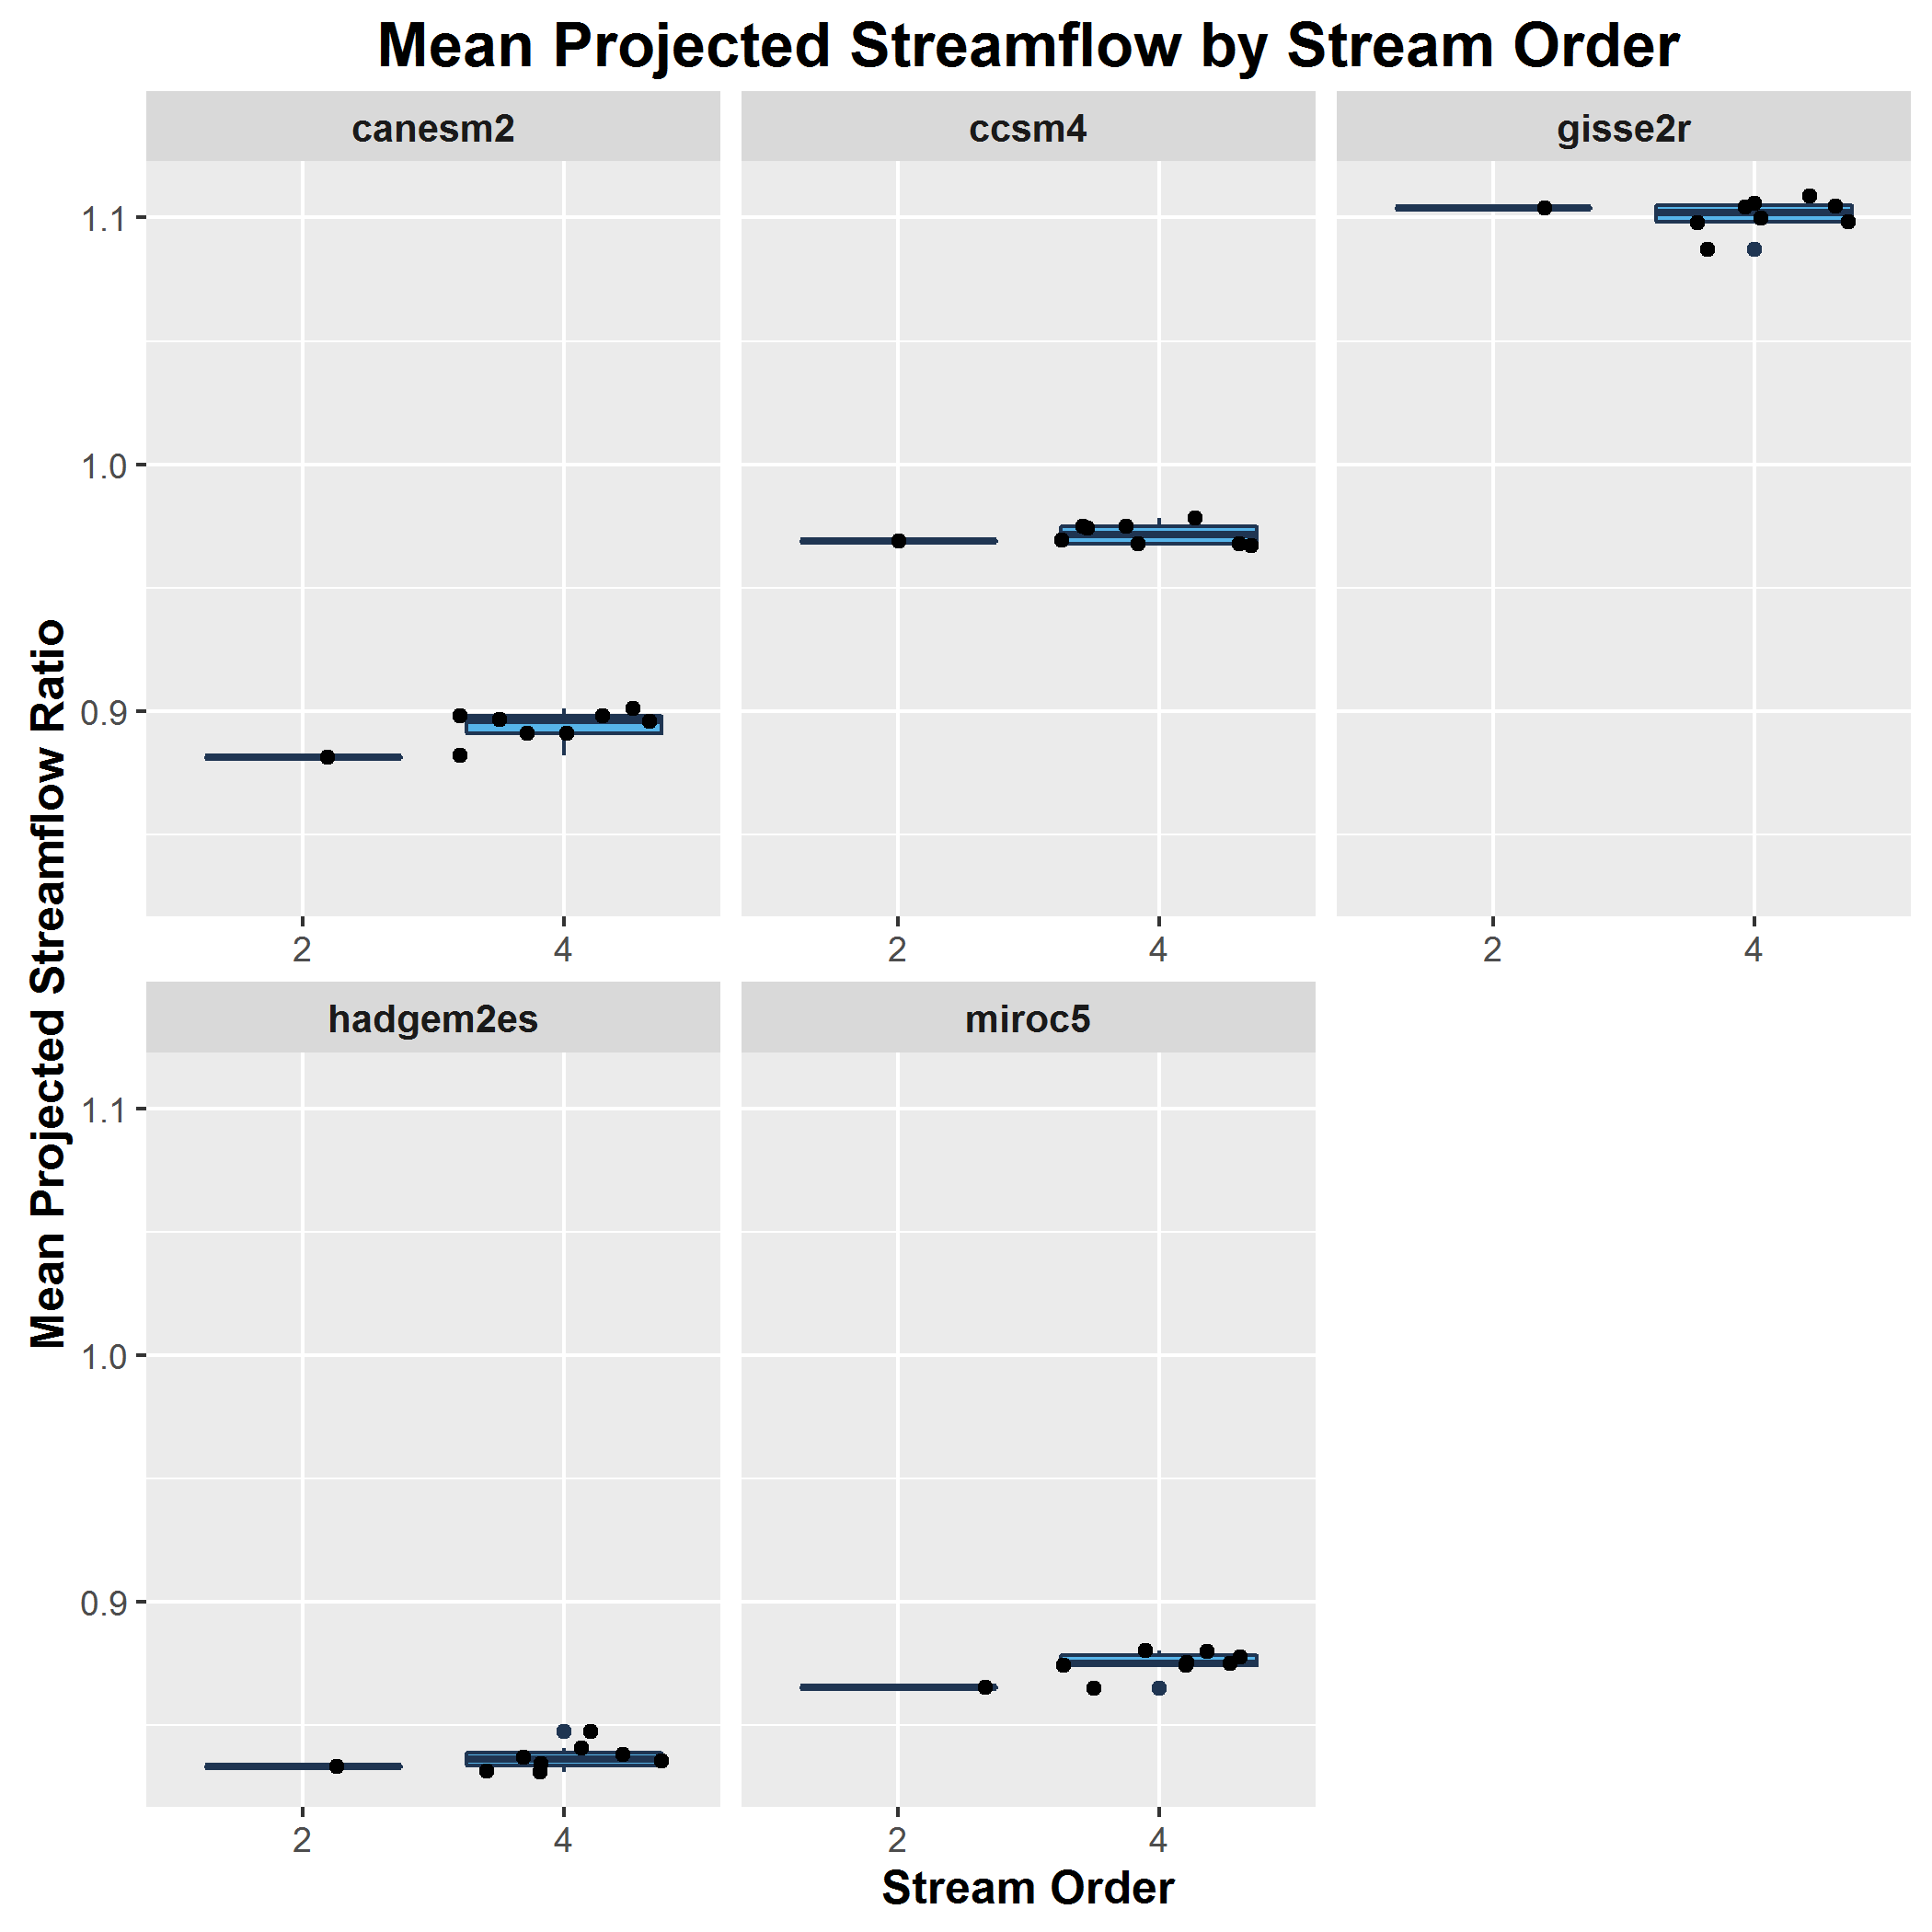 Mean Projected Streamflow by Stream Order
canesm2
ccsm4
gisse2r
1.1
1.0
0.9
2
4
2
4
2
4
Mean Projected Streamflow Ratio
hadgem2es
miroc5
1.1
1.0
0.9
2
4
2
4
Stream Order